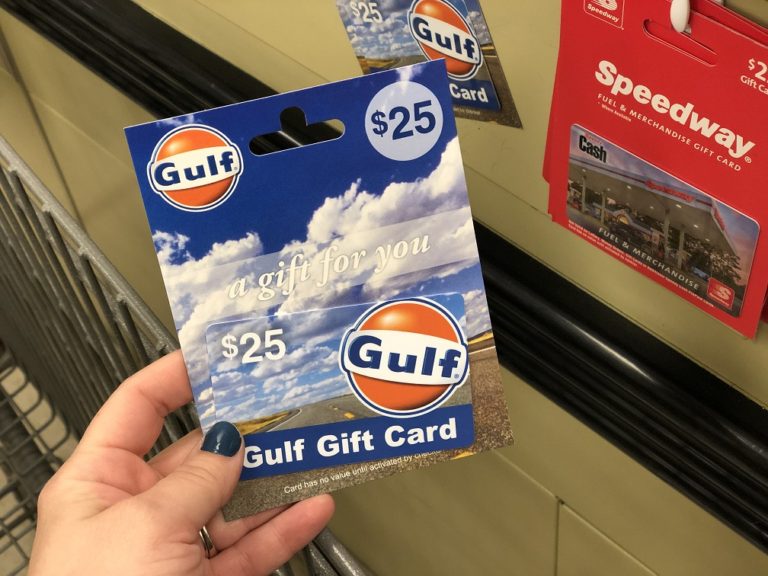 $25
Gulf
Card
Speedway
$2
Gift Ca
Speedway
FUEL & MERCHANDISE GIFT CARD
Cash
Speedway
FUEL & MERCHANDISE
Gulf
$25
a gift for you
$25
Gulf
Gulf Gift Card
Card has no value until activated by